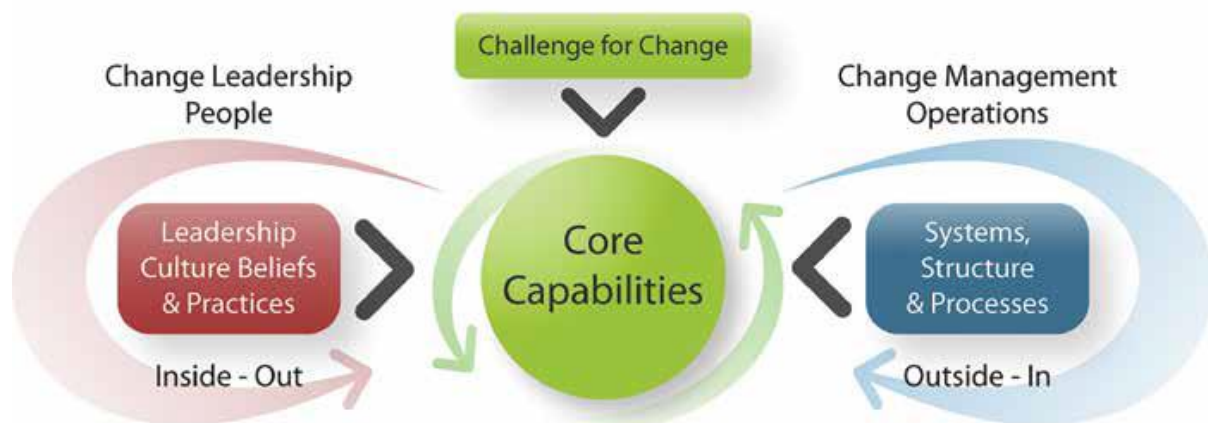 Challenge for Change
Change Leadership
People
Change Management
Operations
Leadership
Culture Beliefs
& Practices
Core
Capabilities
Systems,
Structure
& Processes
Inside - Out
Outside - In